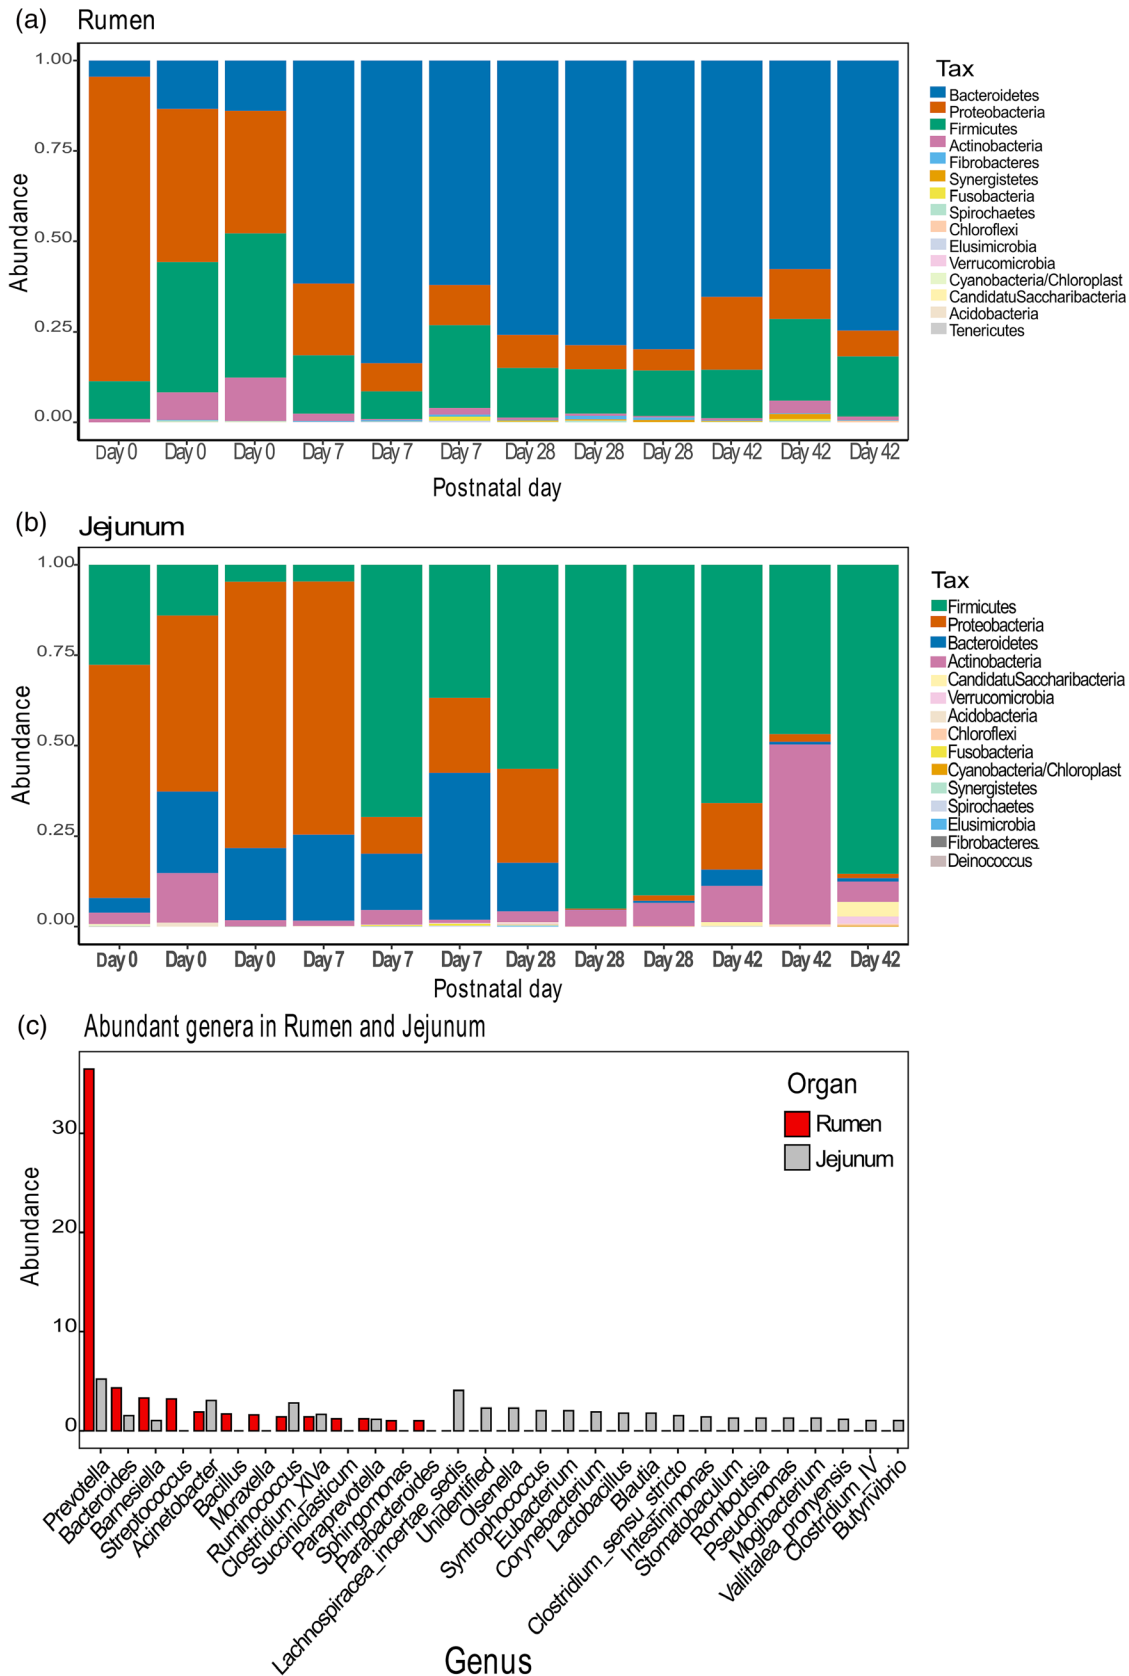 (a) Rumen
1.00
0.75
0.50
0.25
0.00
Abundance
Day 0 Day 0 Day 0 Day 7 Day 7 Day 7 Day 28 Day 28 Day 28 Day 42 Day 42 Day 42
Postnatal day
Tax
Bacteroidetes
Proteobacteria
Firmicutes
Actinobacteria
Fibrobacteres
Synergistetes
Fusobacteria
Spirochaetes
Chloroflexi
Elusimicrobia
Verrucomicrobia
Cyanobacteria/Chloroplast
CandidatuSaccharibacteria
Acidobacteria
Tenericutes
(b) Jejunum
1.00
0.75
0.50
0.25
0.00
Abundance
Day 0 Day 0 Day 0 Day 7 Day 7 Day 7 Day 28 Day 28 Day 28 Day 42 Day 42 Day 42
Postnatal day
Tax
Firmicutes
Proteobacteria
Bacteroidetes
Actinobacteria
CandidatuSaccharibacteria
Verrucomicrobia
Acidobacteria
Chloroflexi
Fusobacteria
Cyanobacteria/Chloroplast
Synergistetes
Spirochaetes
Elusimicrobia
Fibrobacteres.
Deinococcus
(c) Abundant genera in Rumen and Jejunum
30
20
10
0
Abundance
Organ
Rumen
Jejunum
Prevotella
Bacteroides
Barnesiella
Streptococcus
Acinetobacter
Bacillus
Moraxella
Ruminococcus
Clostridium_XIVa
Succiniclasticum
Paraprevotella
Sphingomonas
Parabacteroides
Lachnospiracea_incertae_sedis
Unidentified
Olsenella
Syntrophococcus
Eubacterium
Corynebacterium
Lactobacillus
Blautia
Clostridium_sensu_stricto
Intestinimonas
Stomatobaculum
Romboutsia
Pseudomonas
Mogibacterium
Vallitalea_pronyensis
Clostridium_IV
Butyrivibrio
Genus